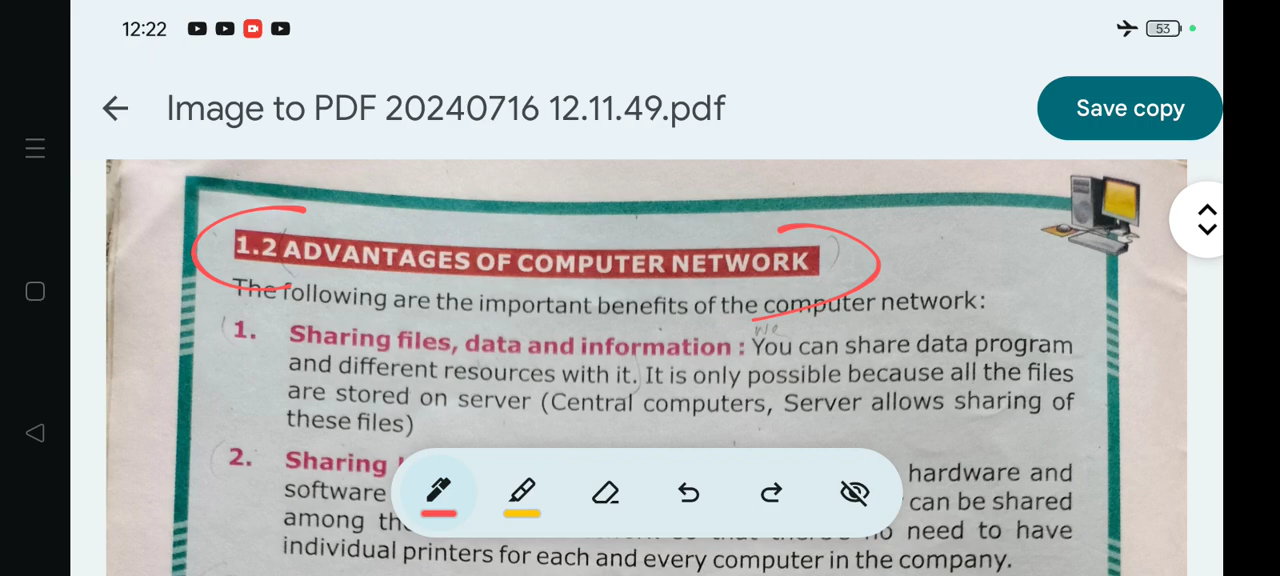 12:22
53
Image to PDF 20240716 12.11.49.pdf
Save copy
1.2 ADVANTAGES OF COMPUTER NETWORK
The following are the important benefits of the computer network:
we
1. Sharing files, data and information : You can share data program
and different resources with it. It is only possible because all the files
are stored on server (Central computers, Server allows sharing of
these files)
2. Sharing hardware and
software can be shared
among need to have
individual printers for each and every computer in the company.